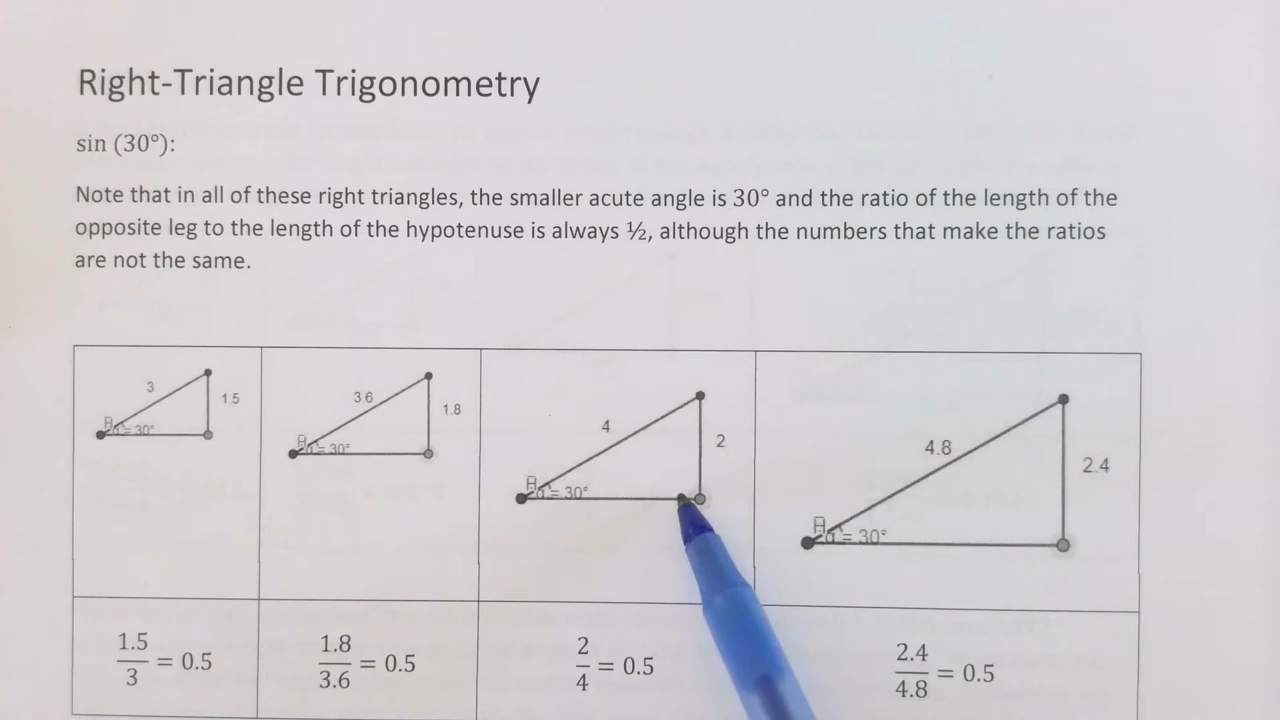 Right-Triangle Trigonometry
sin (30°):
Note that in all of these right triangles, the smaller acute angle is 30° and the ratio of the length of the
opposite leg to the length of the hypotenuse is always ½, although the numbers that make the ratios
are not the same.
3
1.5
α = 30°
3.6
1.8
α = 30°
4
2
α = 30°
4.8
2.4
α = 30°
1.5/3 = 0.5
1.8/3.6 = 0.5
2/4 = 0.5
2.4/4.8 = 0.5